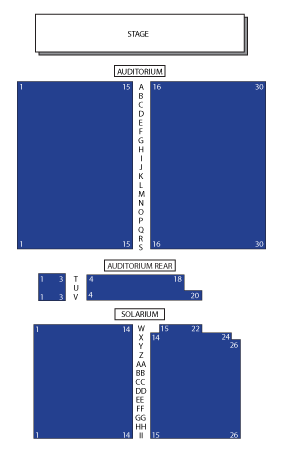 STAGE
AUDITORIUM
1 15 A 16 30
B
C
D
E
F
G
H
I
J
K
L
M
N
O
P
Q
R
1 15 S 16 30
AUDITORIUM REAR
1 3 T 4 18
U
1 3 V 4 20
SOLARIUM
1 14 W 15 22
X 14 24
Y 26
Z
AA
BB
CC
DD
EE
FF
GG
HH
1 14 II 15 26